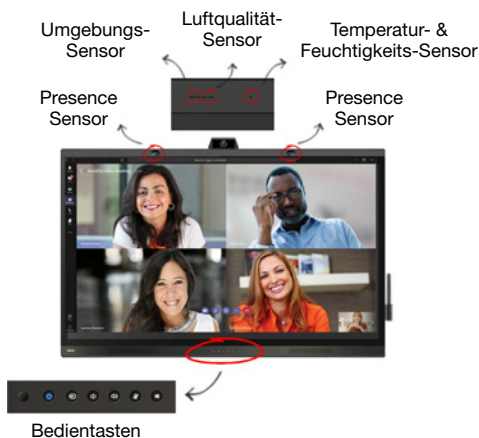 Umgebungs-
Sensor
Luftqualität-
Sensor
Temperatur- &
Feuchtigkeits-Sensor
Presence
Sensor
Presence
Sensor
Bedientasten